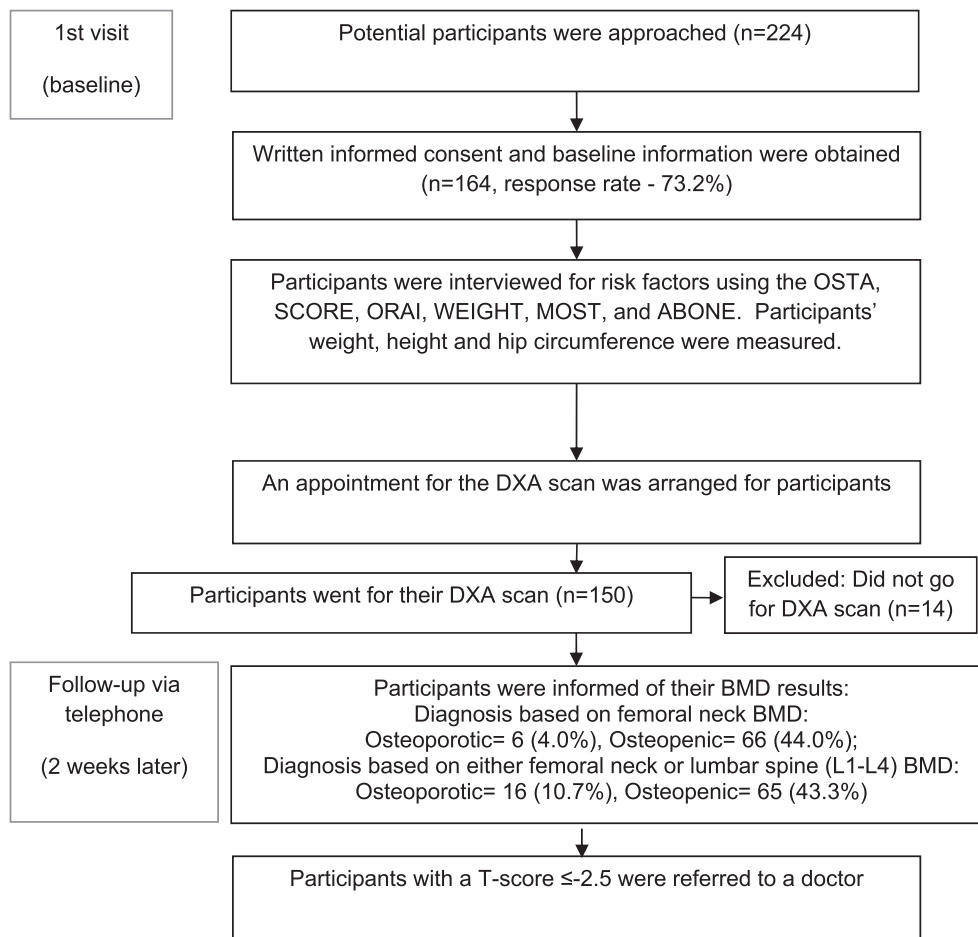 1st visit
(baseline)
Potential participants were approached (n=224)
Written informed consent and baseline information were obtained
(n=164, response rate - 73.2%)
Participants were interviewed for risk factors using the OSTA,
SCORE, ORAI, WEIGHT, MOST, and ABONE.  Participants’
weight, height and hip circumference were measured.
An appointment for the DXA scan was arranged for participants
Participants went for their DXA scan (n=150)
Excluded: Did not go
for DXA scan (n=14)
Follow-up via
telephone
(2 weeks later)
Participants were informed of their BMD results:
Diagnosis based on femoral neck BMD:
Osteoporotic= 6 (4.0%), Osteopenic= 66 (44.0%);
Diagnosis based on either femoral neck or lumbar spine (L1-L4) BMD:
Osteoporotic= 16 (10.7%), Osteopenic= 65 (43.3%)
Participants with a T-score ≤-2.5 were referred to a doctor